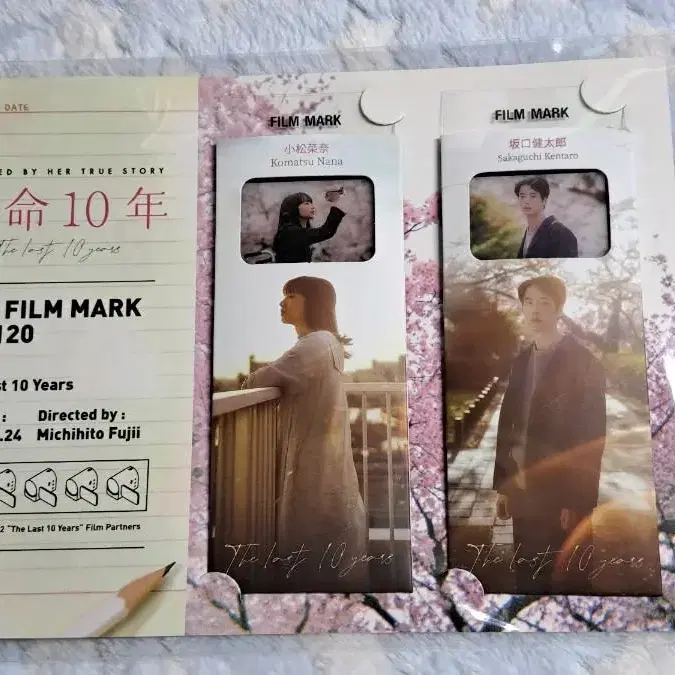 DATE
ED BY HER TRUE STORY
命10年
The last 10 years
FILM MARK
120
st 10 Years
: Directed by :
.24 Michihito Fujii
2 "The Last 10 Years" Film Partners
FILM MARK
小松菜奈
Komatsu Nana
The last 10 years
FILM MARK
坂口健太郎
Sakaguchi Kentaro
The last 10 years